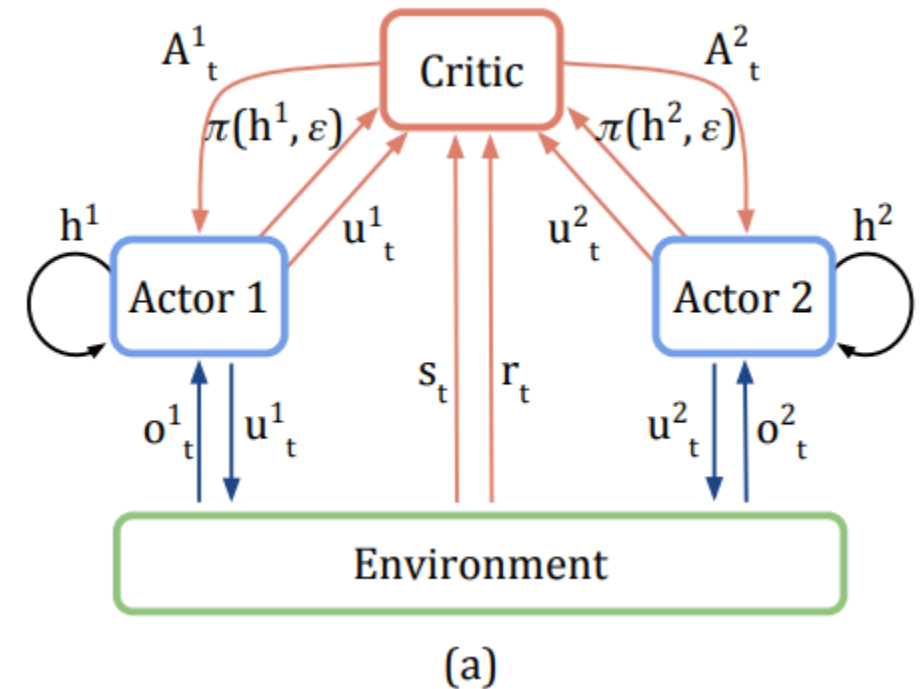 A¹ₜ
A²ₜ
Critic
π(h¹, ε)
π(h², ε)
h¹
u¹ₜ
u²ₜ
h²
Actor 1
Actor 2
sₜ
rₜ
o¹ₜ
u¹ₜ
u²ₜ
o²ₜ
Environment
(a)